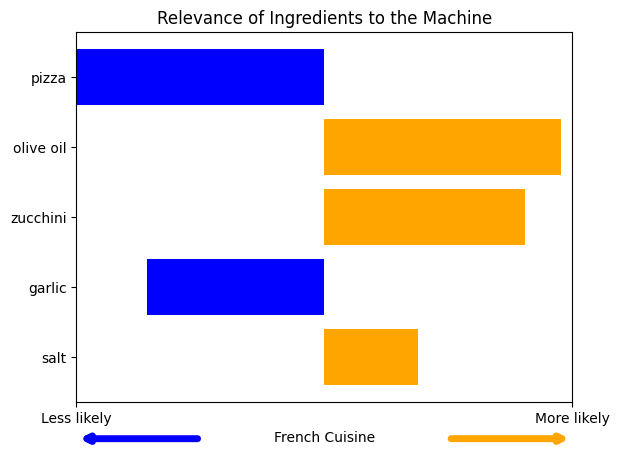 Relevance of Ingredients to the Machine
pizza
olive oil
zucchini
garlic
salt
Less likely
More likely
French Cuisine